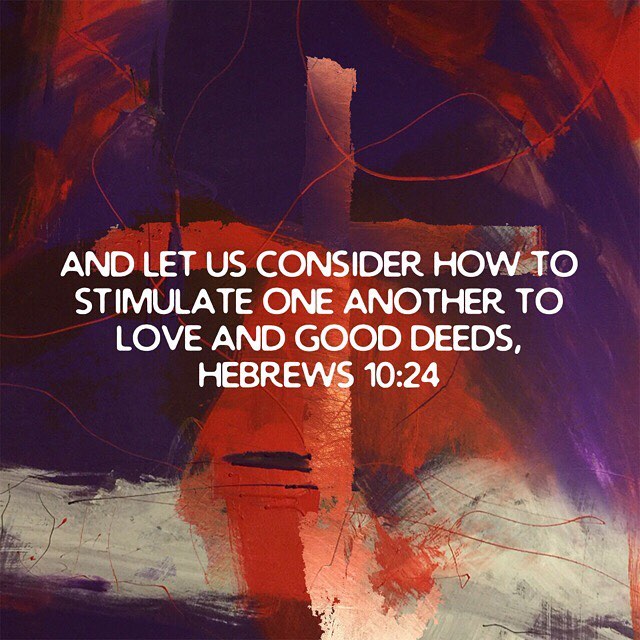 AND LET US CONSIDER HOW TO
STIMULATE ONE ANOTHER TO
LOVE AND GOOD DEEDS,
HEBREWS 10:24